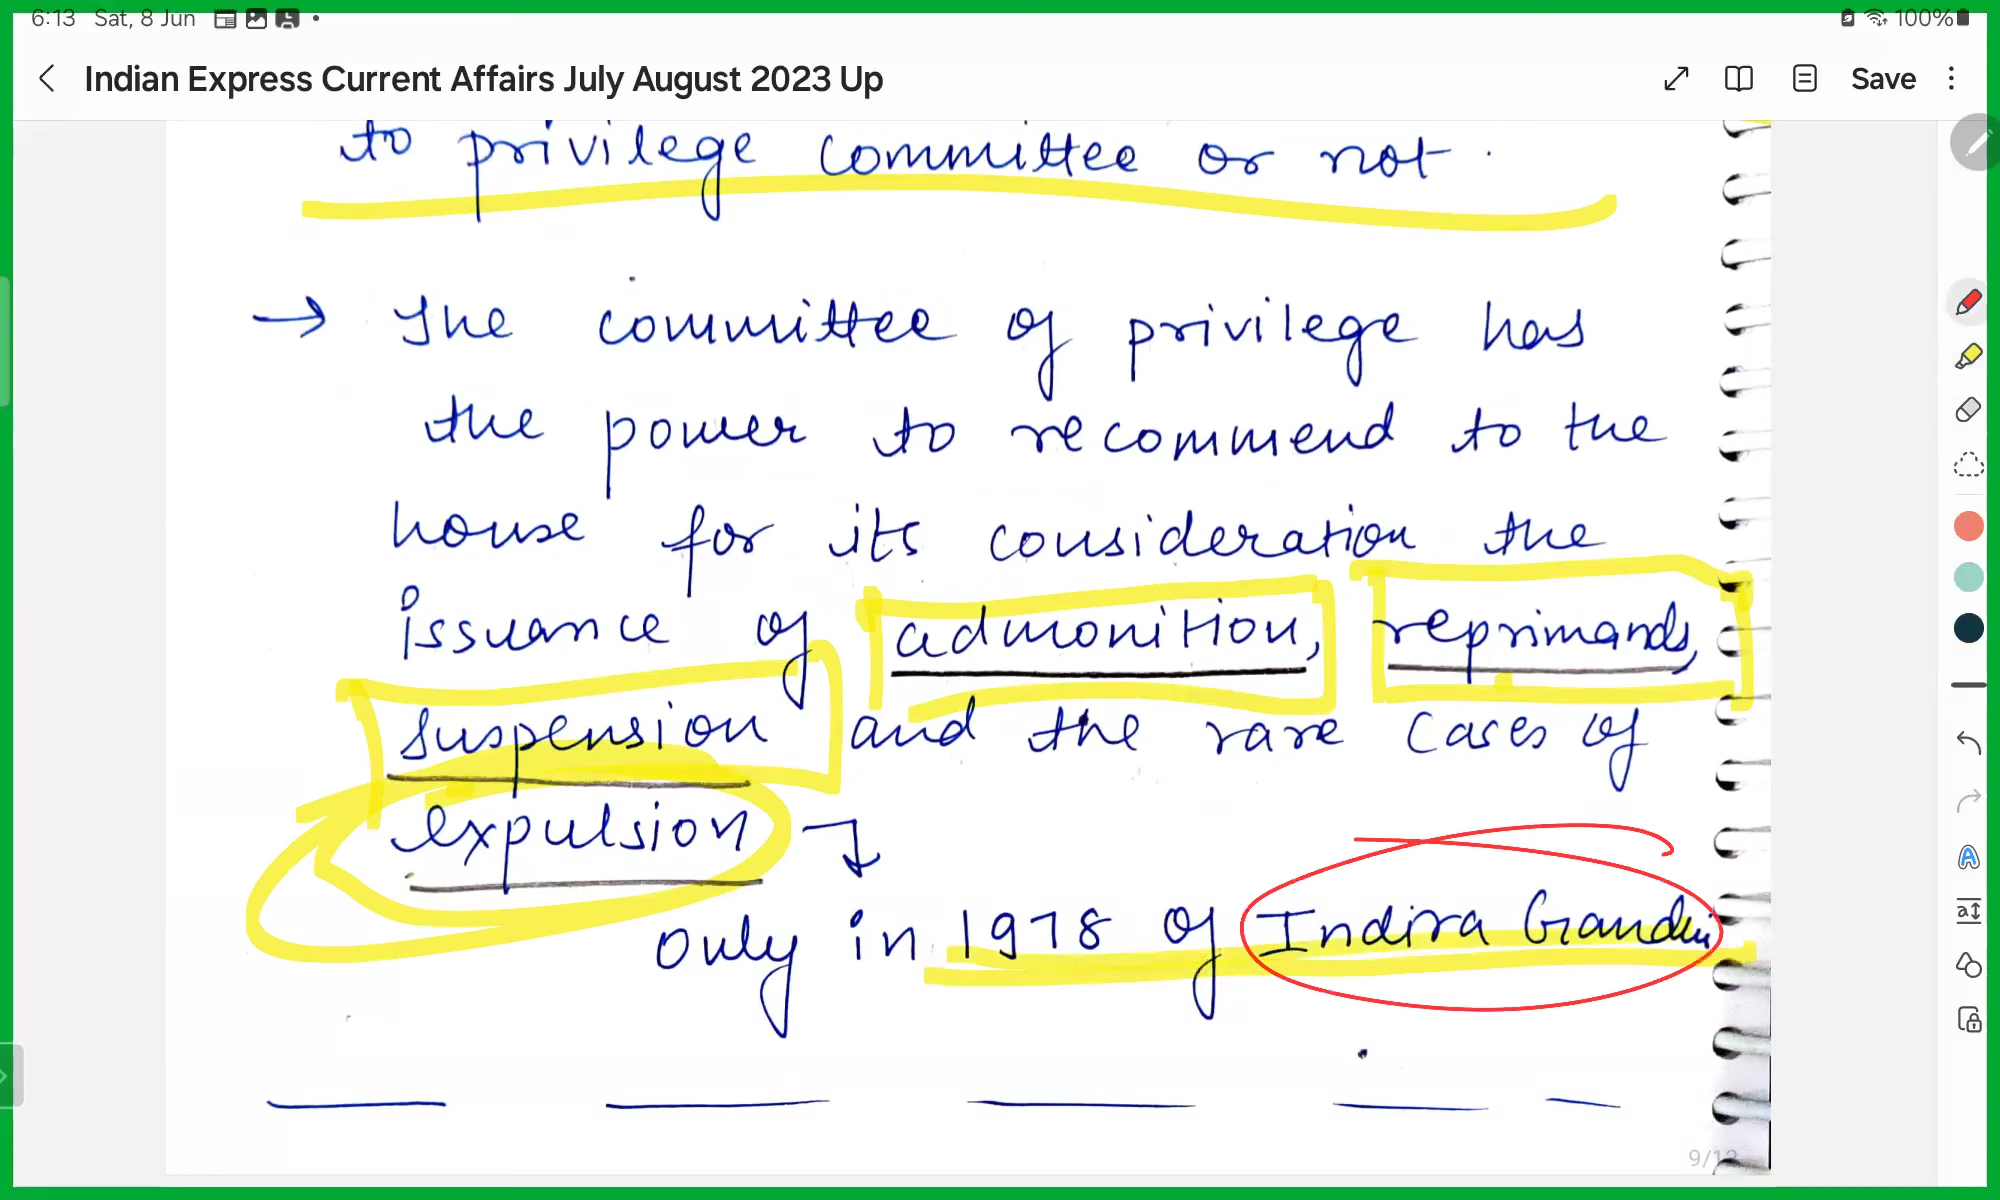 6:13 Sat, 8 Jun
100%
Indian Express Current Affairs July August 2023 Up
Save
to privilege committee or not.
→ The committee of privilege has
the power to recommend to the
house for its consideration the
issuance of admonition, reprimands,
suspension and the rare cases of
expulsion
only in 1978 of Indira Gandhi